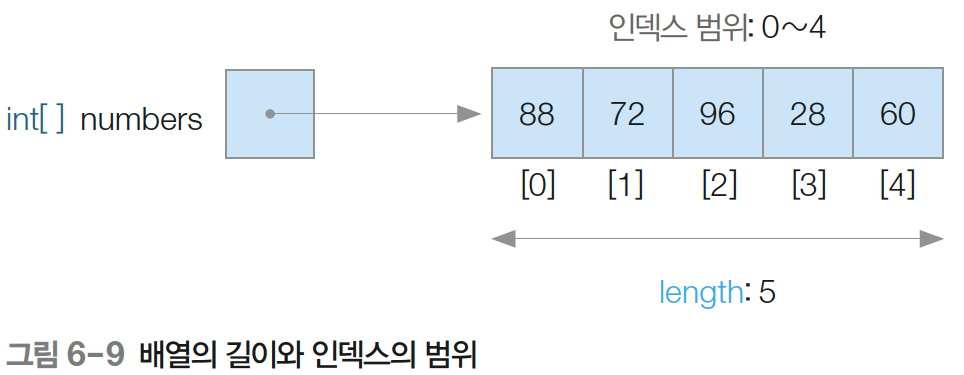 인덱스 범위: 0~4
int[ ] numbers
88 72 96 28 60
[0] [1] [2] [3] [4]
length: 5
그림 6-9 배열의 길이와 인덱스의 범위